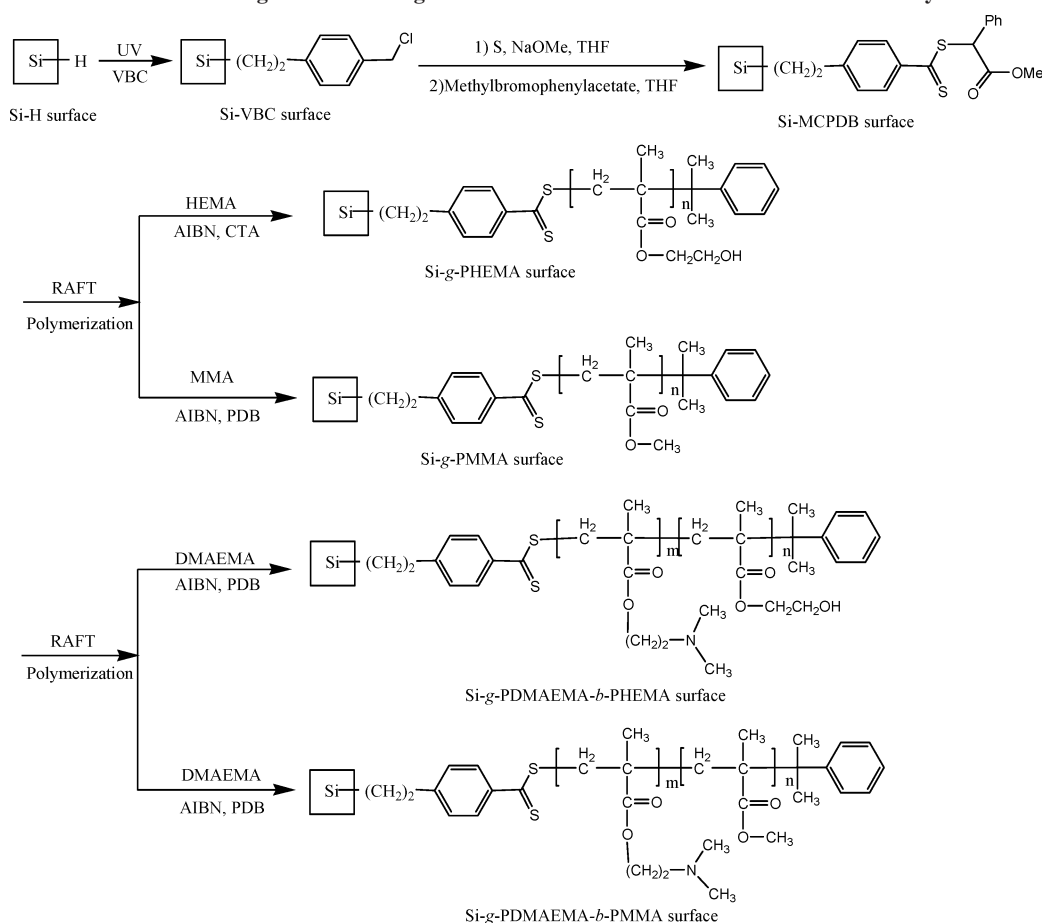 Si H
UV
VBC
Si (CH2)2 Cl
1) S, NaOMe, THF
2)Methylbromophenylacetate, THF
Si (CH2)2 S S Ph O OMe
Si-H surface
Si-VBC surface
Si-MCPDB surface
RAFT
Polymerization
HEMA
AIBN, CTA
Si (CH2)2 S S H2 C CH3 C C=O O—CH2CH2OH n CH3 CH3
Si-g-PHEMA surface
MMA
AIBN, PDB
Si (CH2)2 S S H2 C CH3 C C=O O—CH3 n CH3 CH3
Si-g-PMMA surface
RAFT
Polymerization
DMAEMA
AIBN, PDB
Si (CH2)2 S S H2 C CH3 C C=O O (CH2)2—N CH3 CH3 m H2 C CH3 C C=O O—CH2CH2OH n CH3 CH3
Si-g-PDMAEMA-b-PHEMA surface
DMAEMA
AIBN, PDB
Si (CH2)2 S S H2 C CH3 C C=O O (CH2)2—N CH3 CH3 m H2 C CH3 C C=O O—CH3 n CH3 CH3
Si-g-PDMAEMA-b-PMMA surface